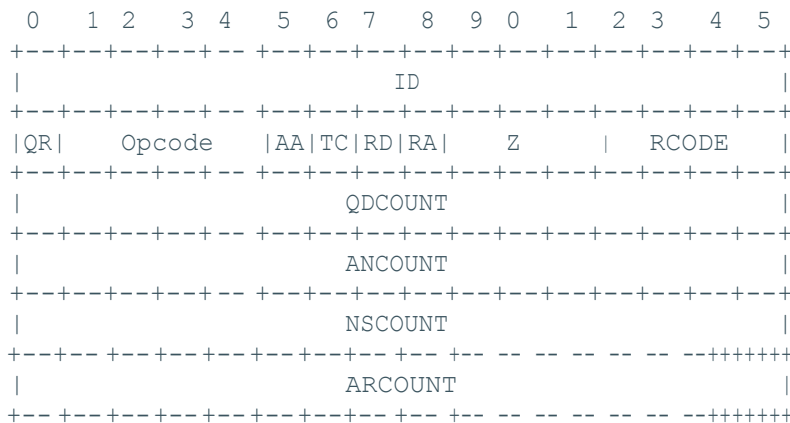 0 1 2 3 4 5 6 7 8 9 0 1 2 3 4 5
+--+--+--+--+-- +--+--+--+--+--+--+--+--+--+--+--+
| ID |
+--+--+--+--+-- +--+--+--+--+--+--+--+--+--+--+--+
|QR| Opcode |AA|TC|RD|RA| Z | RCODE |
+--+--+--+--+-- +--+--+--+--+--+--+--+--+--+--+--+
| QDCOUNT |
+--+--+--+--+-- +--+--+--+--+--+--+--+--+--+--+--+
| ANCOUNT |
+--+--+--+--+-- +--+--+--+--+--+--+--+--+--+--+--+
| NSCOUNT |
+--+-- +--+--+--+--+--+-- +-- +-- -- -- -- -- --+++++++
| ARCOUNT |
+-- +-- +--+--+--+--+--+-- +-- +-- -- -- -- -- --+++++++